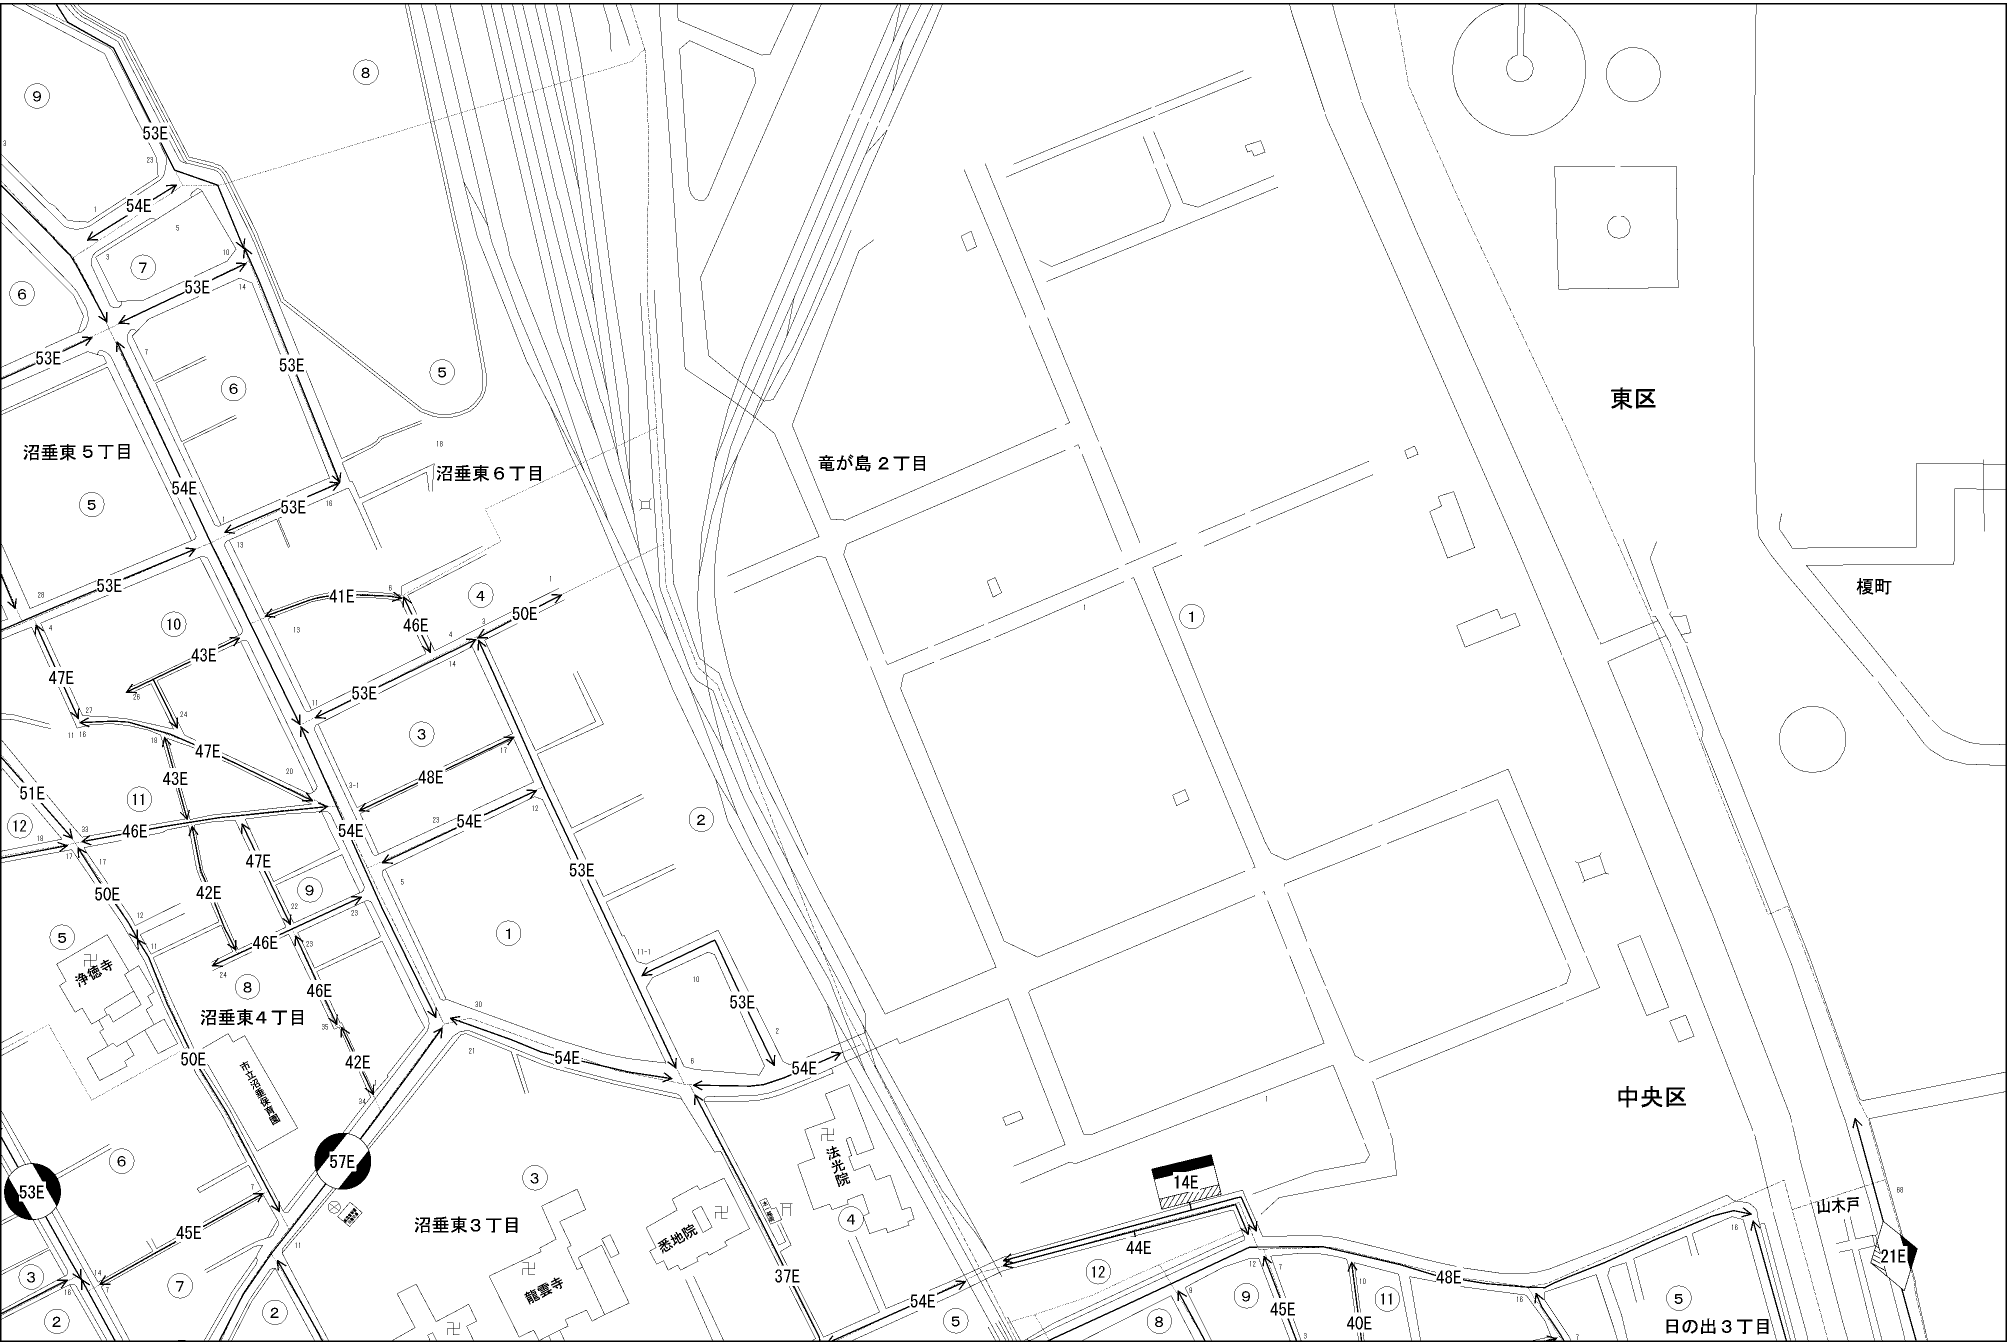 9
8
53E
54E
7
53E
6
53E
53E
6
5
東区
沼垂東５丁目
竜が島２丁目
沼垂東６丁目
54E
5
53E
53E
榎町
41E
4
50E
46E
1
10
43E
47E
53E
3
47E
43E
48E
51E
11
12
46E
54E
54E
2
47E
53E
50E
42E
9
5
1
浄徳寺
46E
8
46E
53E
沼垂東４丁目
50E
42E
54E
54E
市立沼垂保育園
中央区
57E
6
法光院
3
53E
14E
沼垂東３丁目
4
山木戸
45E
悉地院
44E
21E
37E
12
48E
3
7
龍雲寺
54E
9
11
5
2
2
5
8
45E
40E
日の出３丁目